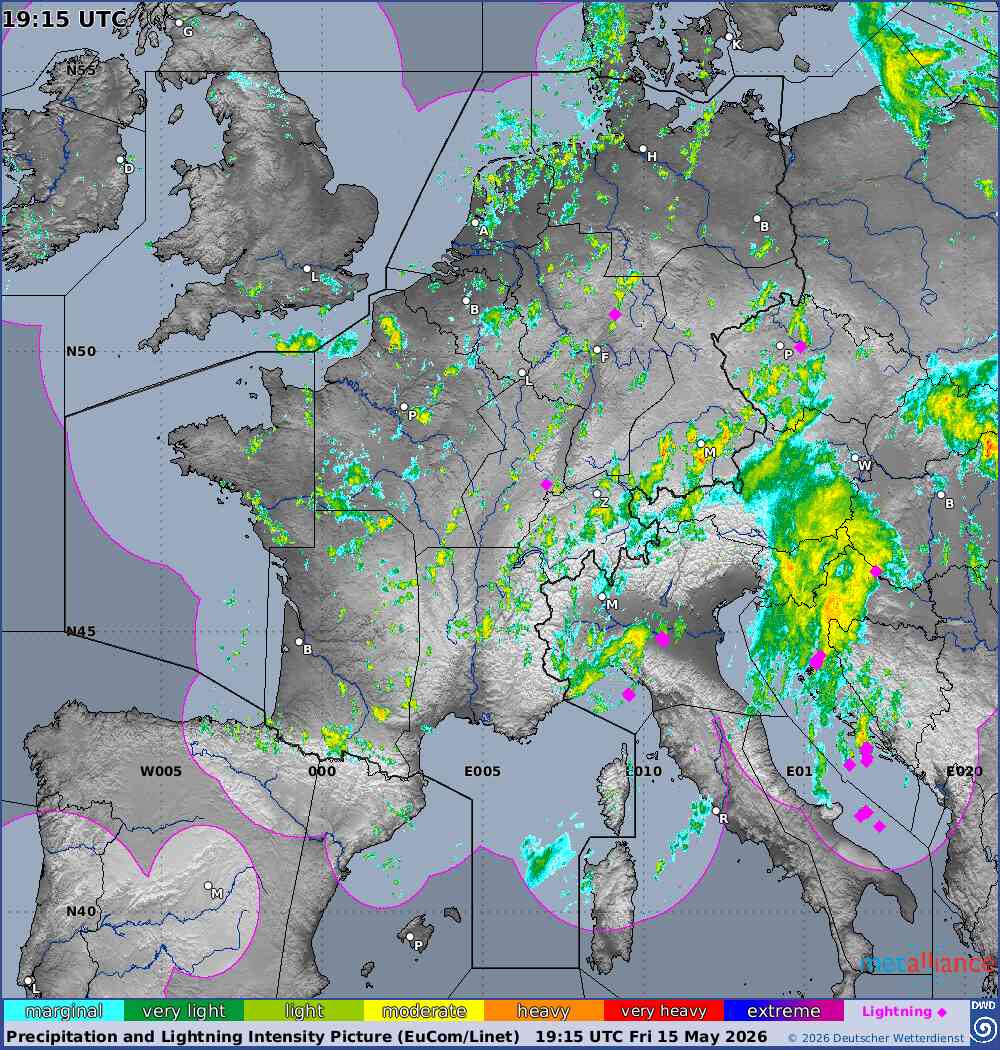 19:15 UTC
G
K
N55
H
D
A
B
L
B
N50
P
F
L
P
M
W
Z
B
M
N45
B
W005
000
E005
E010
E01
E020
R
M
N40
P
metalliance
L
marginal very light light moderate heavy very heavy extreme Lightning
DWD
Precipitation and Lightning Intensity Picture (EuCom/Linet) 19:15 UTC Fri 15 May 2026 © 2026 Deutscher Wetterdienst